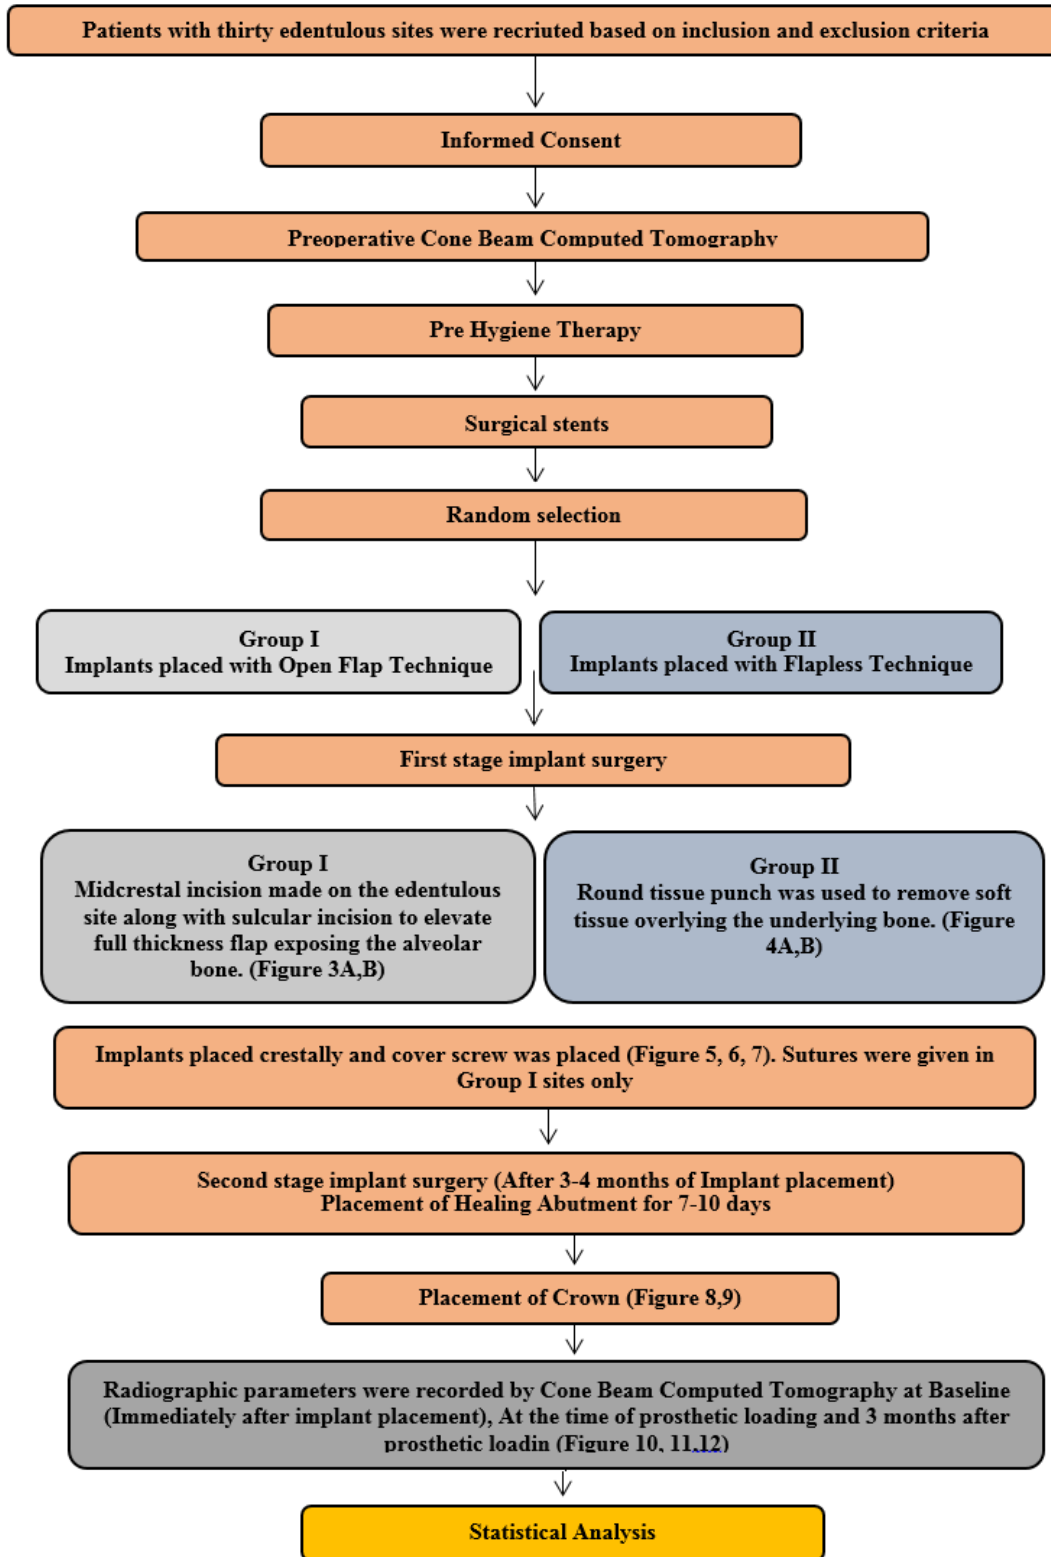 Patients with thirty edentulous sites were recriuted based on inclusion and exclusion criteria
Informed Consent
Preoperative Cone Beam Computed Tomography
Pre Hygiene Therapy
Surgical stents
Random selection
Group I
Implants placed with Open Flap Technique
Group II
Implants placed with Flapless Technique
First stage implant surgery
Group I
Midcrestal incision made on the edentulous
site along with sulcular incision to elevate
full thickness flap exposing the alveolar
bone. (Figure 3A,B)
Group II
Round tissue punch was used to remove soft
tissue overlying the underlying bone. (Figure
4A,B)
Implants placed crestally and cover screw was placed (Figure 5, 6, 7). Sutures were given in
Group I sites only
Second stage implant surgery (After 3-4 months of Implant placement)
Placement of Healing Abutment for 7-10 days
Placement of Crown (Figure 8,9)
Radiographic parameters were recorded by Cone Beam Computed Tomography at Baseline
(Immediately after implant placement), At the time of prosthetic loading and 3 months after
prosthetic loadin (Figure 10, 11,12)
Statistical Analysis